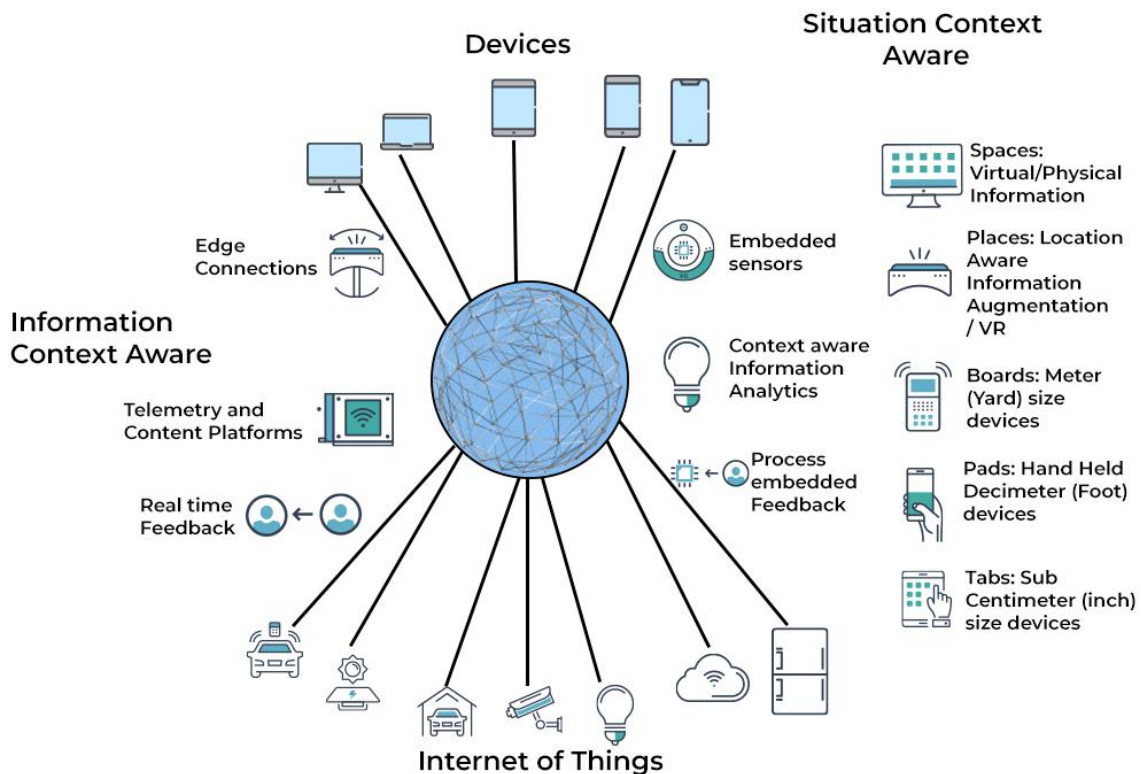 Devices
Situation Context
Aware
Spaces:
Virtual/Physical
Information
Edge
Connections
Embedded
sensors
Places: Location
Aware
Information
Augmentation
/ VR
Information
Context Aware
Context aware
Information
Analytics
Boards: Meter
(Yard) size
devices
Telemetry and
Content Platforms
Process
embedded
Feedback
Pads: Hand Held
Decimeter (Foot)
devices
Real time
Feedback
Tabs: Sub
Centimeter (inch)
size devices
Internet of Things